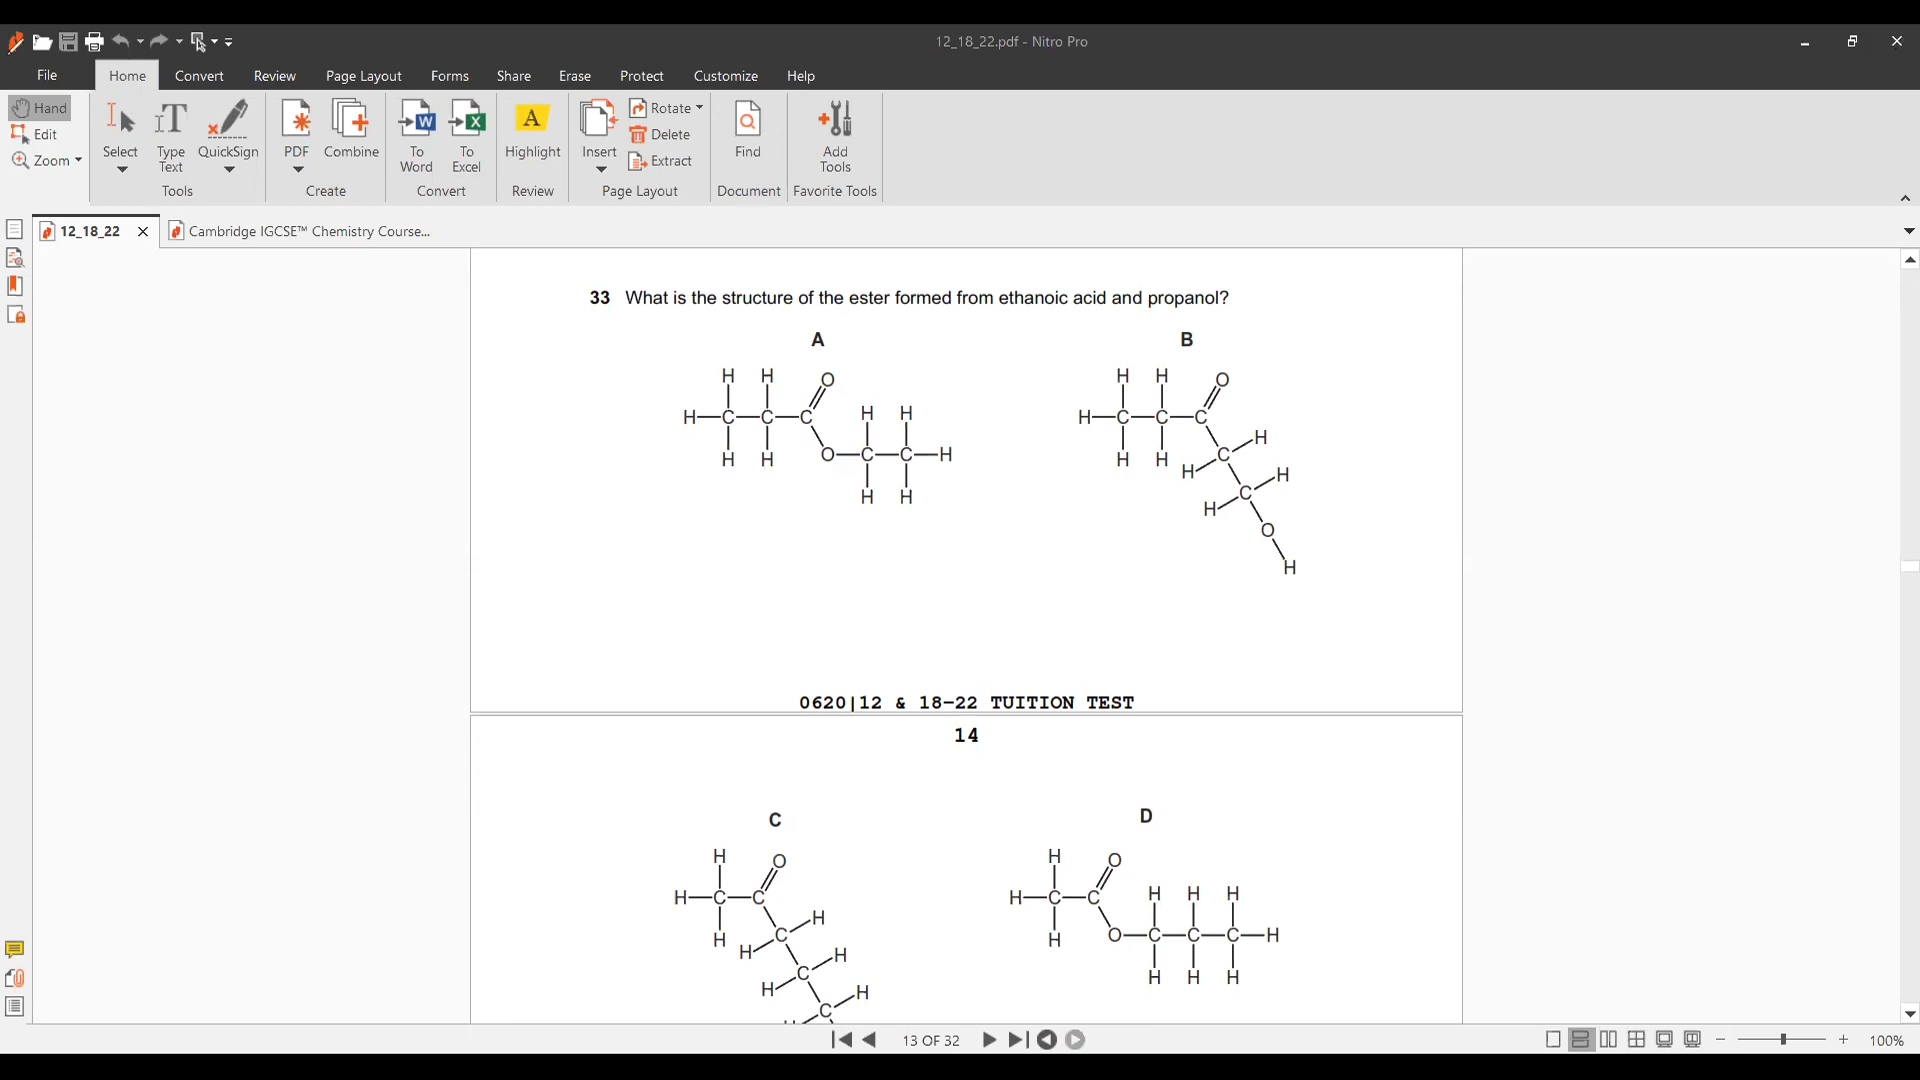 12_18_22.pdf - Nitro Pro
File
Home
Convert
Review
Page Layout
Forms
Share
Erase
Protect
Customize
Help
Hand
Edit
Zoom
Select
Type Text
QuickSign
Tools
PDF
Combine
Create
To Word
To Excel
Convert
A
Highlight
Review
Insert
Rotate
Delete
Extract
Page Layout
Find
Document
Add Tools
Favorite Tools
12_18_22
Cambridge IGCSE™ Chemistry Course...
33 What is the structure of the ester formed from ethanoic acid and propanol?
A B
H H O
H C C C H H
H H O C C H
H H
H H O
H C C C H
H H H C H
H C
O
H
0620|12 & 18-22 TUITION TEST
14
C D
H O
H C C H
H H C H
H C H
C
H O
H C C H H H
H O C C C H
H H H
13 OF 32
100%